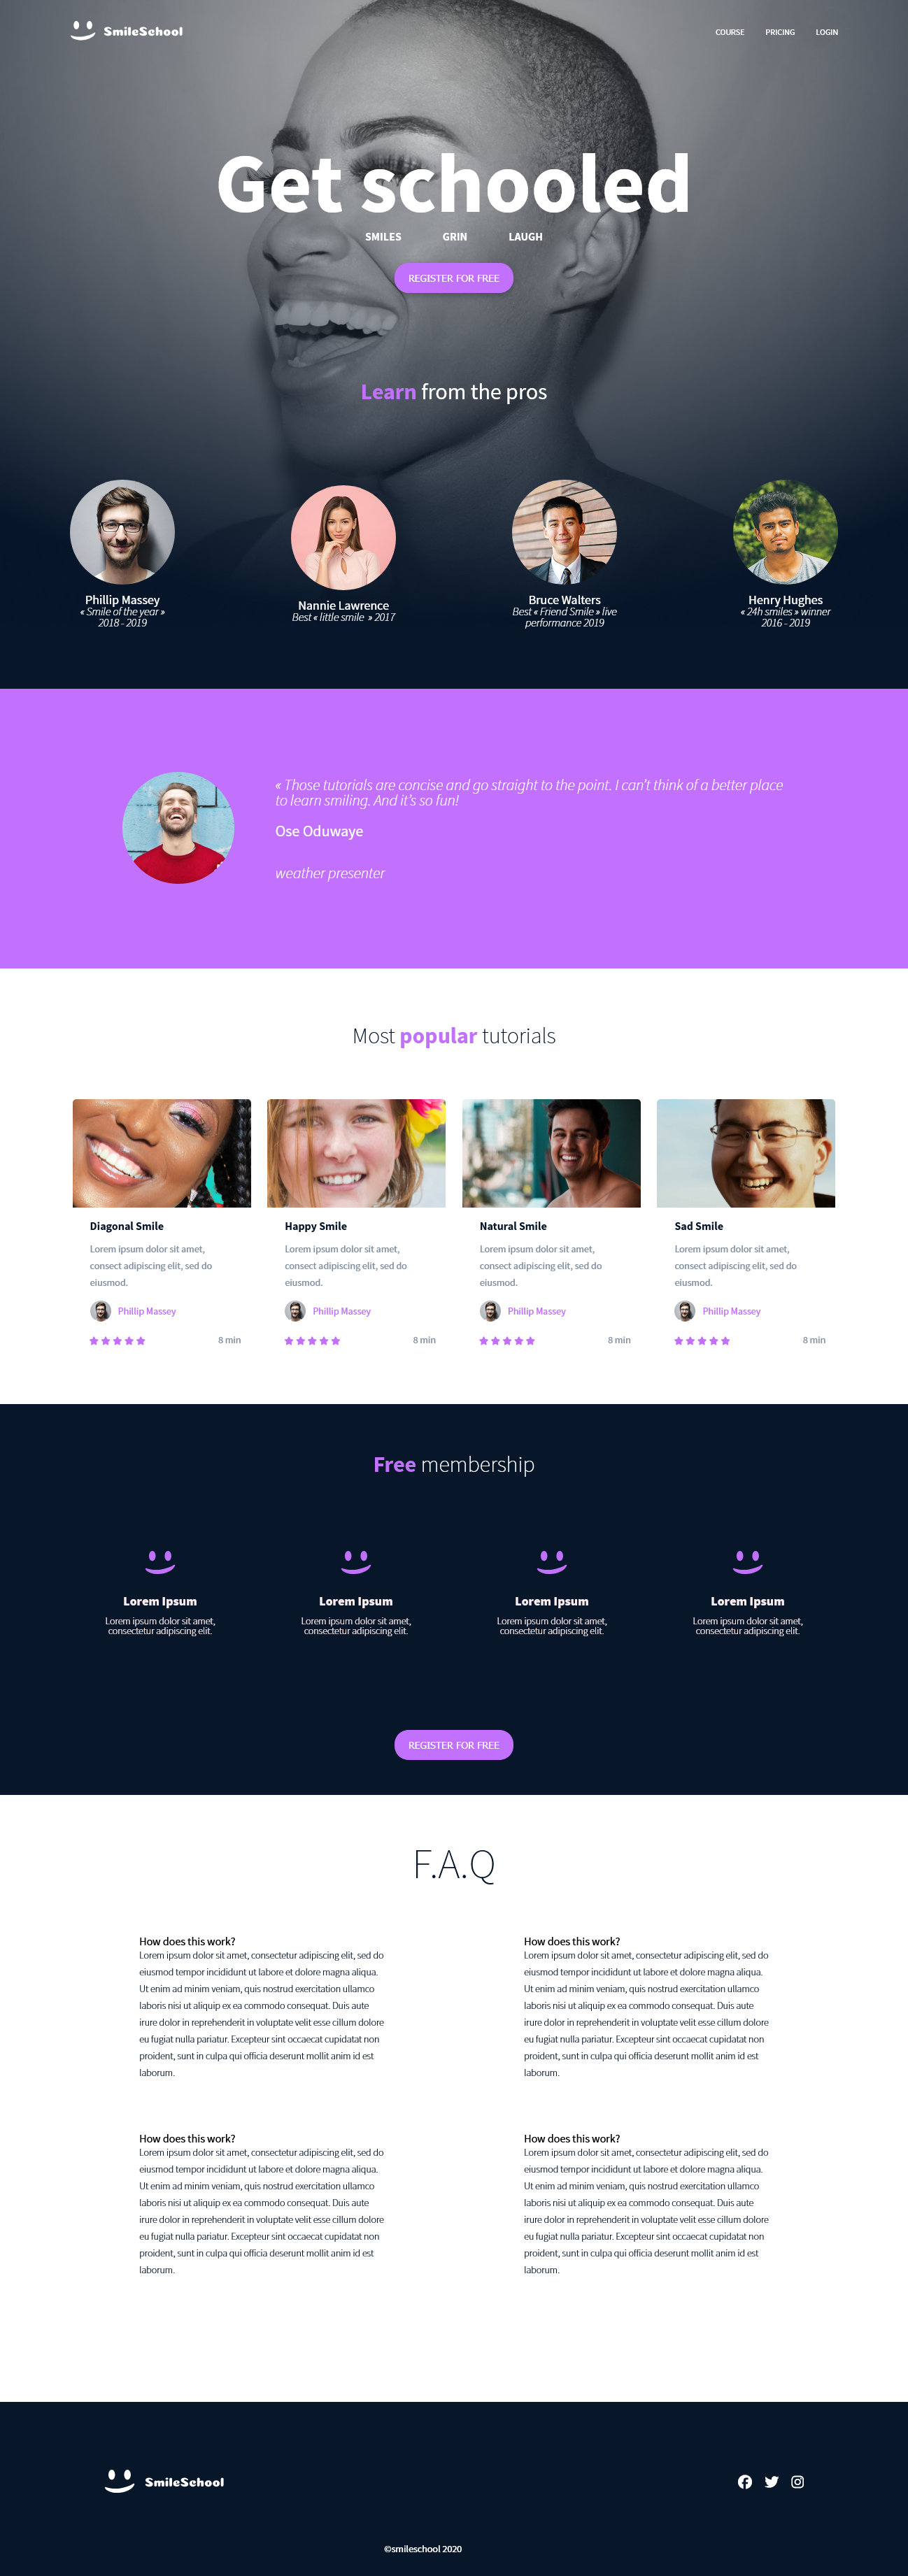 SmileSchool
COURSE PRICING LOGIN
Get schooled
SMILES GRIN LAUGH
REGISTER FOR FREE
Learn from the pros
Phillip Massey
« Smile of the year »
2018 - 2019
Nannie Lawrence
Best « little smile » 2017
Bruce Walters
Best « Friend Smile » live
performance 2019
Henry Hughes
« 24h smiles » winner
2016 - 2019
« Those tutorials are concise and go straight to the point. I can't think of a better place
to learn smiling. And it's so fun!
Ose Oduwaye
weather presenter
Most popular tutorials
Diagonal Smile
Lorem ipsum dolor sit amet,
consect adipiscing elit, sed do
eiusmod.
Phillip Massey
8 min
Happy Smile
Lorem ipsum dolor sit amet,
consect adipiscing elit, sed do
eiusmod.
Phillip Massey
8 min
Natural Smile
Lorem ipsum dolor sit amet,
consect adipiscing elit, sed do
eiusmod.
Phillip Massey
8 min
Sad Smile
Lorem ipsum dolor sit amet,
consect adipiscing elit, sed do
eiusmod.
Phillip Massey
8 min
Free membership
Lorem Ipsum
Lorem ipsum dolor sit amet,
consectetur adipiscing elit.
Lorem Ipsum
Lorem ipsum dolor sit amet,
consectetur adipiscing elit.
Lorem Ipsum
Lorem ipsum dolor sit amet,
consectetur adipiscing elit.
Lorem Ipsum
Lorem ipsum dolor sit amet,
consectetur adipiscing elit.
REGISTER FOR FREE
F.A.Q
How does this work?
Lorem ipsum dolor sit amet, consectetur adipiscing elit, sed do
eiusmod tempor incididunt ut labore et dolore magna aliqua.
Ut enim ad minim veniam, quis nostrud exercitation ullamco
laboris nisi ut aliquip ex ea commodo consequat. Duis aute
irure dolor in reprehenderit in voluptate velit esse cillum dolore
eu fugiat nulla pariatur. Excepteur sint occaecat cupidatat non
proident, sunt in culpa qui officia deserunt mollit anim id est
laborum.
How does this work?
Lorem ipsum dolor sit amet, consectetur adipiscing elit, sed do
eiusmod tempor incididunt ut labore et dolore magna aliqua.
Ut enim ad minim veniam, quis nostrud exercitation ullamco
laboris nisi ut aliquip ex ea commodo consequat. Duis aute
irure dolor in reprehenderit in voluptate velit esse cillum dolore
eu fugiat nulla pariatur. Excepteur sint occaecat cupidatat non
proident, sunt in culpa qui officia deserunt mollit anim id est
laborum.
How does this work?
Lorem ipsum dolor sit amet, consectetur adipiscing elit, sed do
eiusmod tempor incididunt ut labore et dolore magna aliqua.
Ut enim ad minim veniam, quis nostrud exercitation ullamco
laboris nisi ut aliquip ex ea commodo consequat. Duis aute
irure dolor in reprehenderit in voluptate velit esse cillum dolore
eu fugiat nulla pariatur. Excepteur sint occaecat cupidatat non
proident, sunt in culpa qui officia deserunt mollit anim id est
laborum.
How does this work?
Lorem ipsum dolor sit amet, consectetur adipiscing elit, sed do
eiusmod tempor incididunt ut labore et dolore magna aliqua.
Ut enim ad minim veniam, quis nostrud exercitation ullamco
laboris nisi ut aliquip ex ea commodo consequat. Duis aute
irure dolor in reprehenderit in voluptate velit esse cillum dolore
eu fugiat nulla pariatur. Excepteur sint occaecat cupidatat non
proident, sunt in culpa qui officia deserunt mollit anim id est
laborum.
SmileSchool
©smileschool 2020